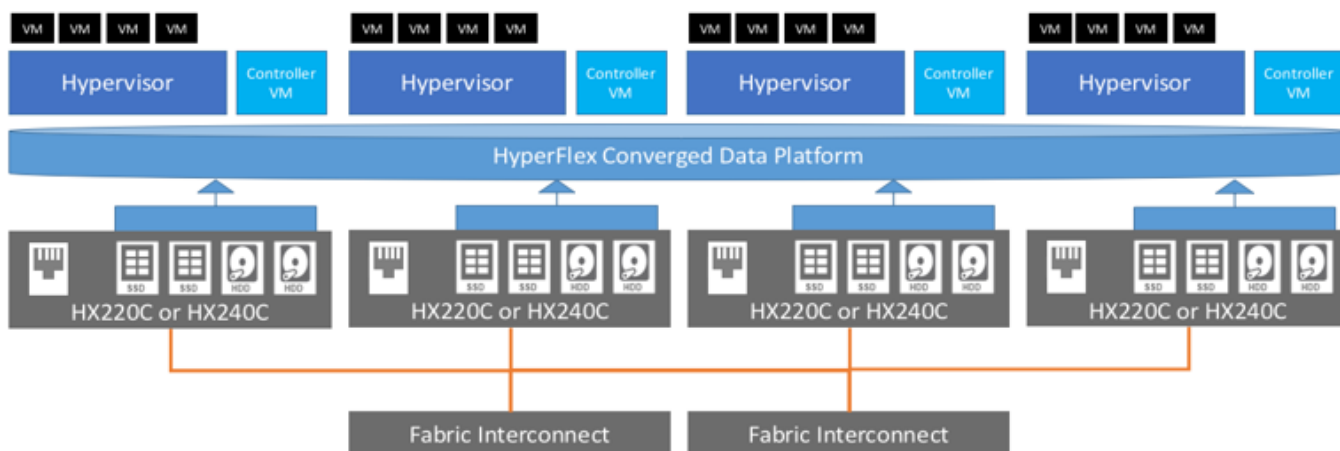 VM VM VM VM VM VM VM VM VM VM VM VM VM VM VM VM
Hypervisor
Controller
VM
Hypervisor
Controller
VM
Hypervisor
Controller
VM
Hypervisor
Controller
VM
HyperFlex Converged Data Platform
SSD SSD HDD HDD SSD SSD HDD HDD SSD SSD HDD HDD SSD SSD HDD HDD
HX220C or HX240C HX220C or HX240C HX220C or HX240C HX220C or HX240C
Fabric Interconnect Fabric Interconnect